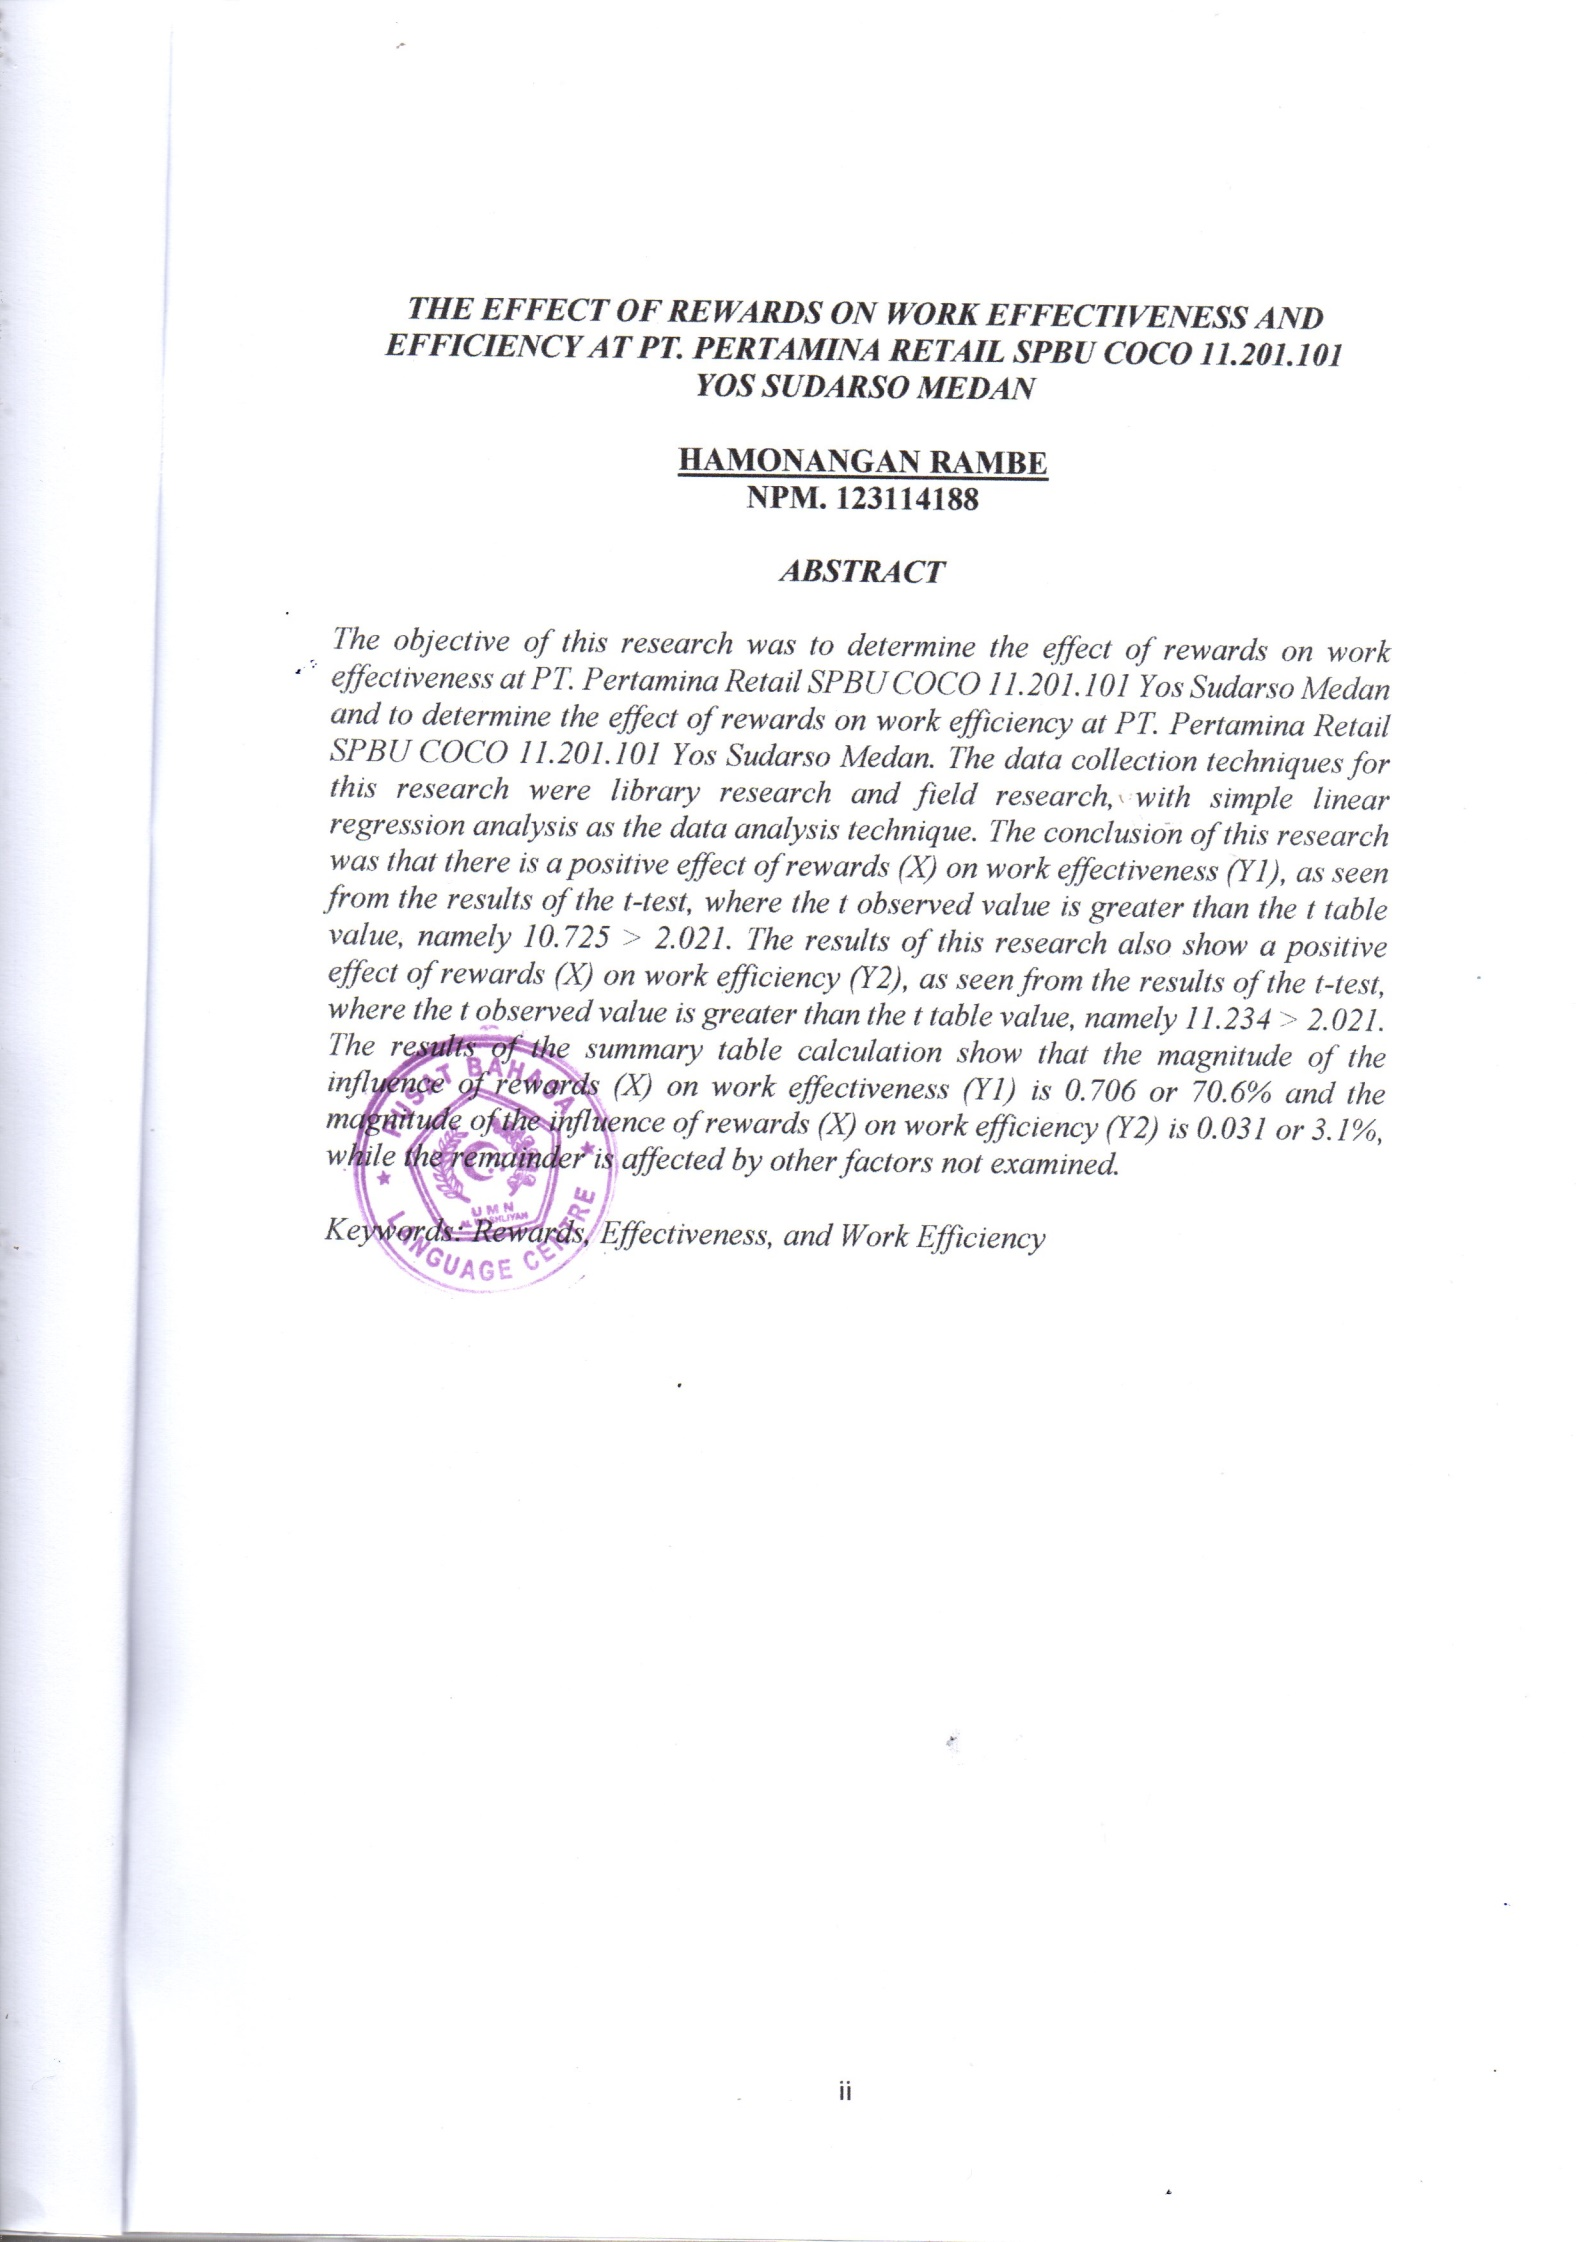 THE EFFECT OF REWARDS ON WORK EFFECTIVENESS AND
EFFICIENCY AT PT. PERTAMINA RETAIL SPBU COCO 11.201.101
YOS SUDARSO MEDAN
HAMONANGAN RAMBE
NPM. 123114188
ABSTRACT
The objective of this research was to determine the effect of rewards on work
effectiveness at PT. Pertamina Retail SPBU COCO 11.201.101 Yos Sudarso Medan
and to determine the effect of rewards on work efficiency at PT. Pertamina Retail
SPBU COCO 11.201.101 Yos Sudarso Medan. The data collection techniques for
this research were library research and field research, with simple linear
regression analysis as the data analysis technique. The conclusion of this research
was that there is a positive effect of rewards (X) on work effectiveness (Y1), as seen
from the results of the t-test, where the t observed value is greater than the t table
value, namely 10.725 > 2.021. The results of this research also show a positive
effect of rewards (X) on work efficiency (Y2), as seen from the results of the t-test,
where the t observed value is greater than the t table value, namely 11.234 > 2.021.
The results of the summary table calculation show that the magnitude of the
influence of rewards (X) on work effectiveness (Y1) is 0.706 or 70.6% and the
magnitude of the influence of rewards (X) on work efficiency (Y2) is 0.031 or 3.1%,
while the remainder is affected by other factors not examined.
Keywords: Rewards, Effectiveness, and Work Efficiency
PUSAT BAHASA
UMN
AL WASHLIYAH
LANGUAGE CENTRE
ii